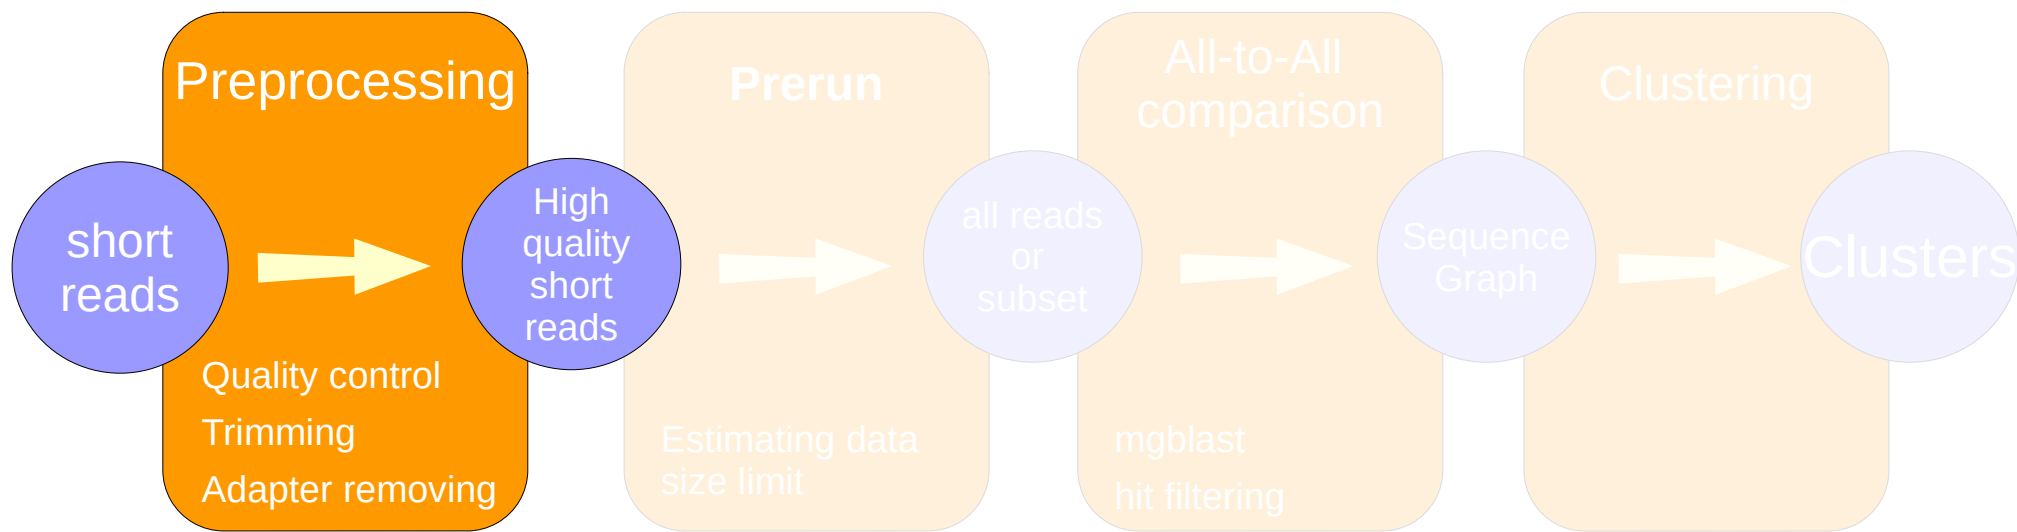 Preprocessing
short
reads
High
quality
short
reads
Quality control
Trimming
Adapter removing
Prerun
all reads
or
subset
Estimating data
size limit
All-to-All
comparison
Sequence
Graph
mgblast
hit filtering
Clustering
Clusters